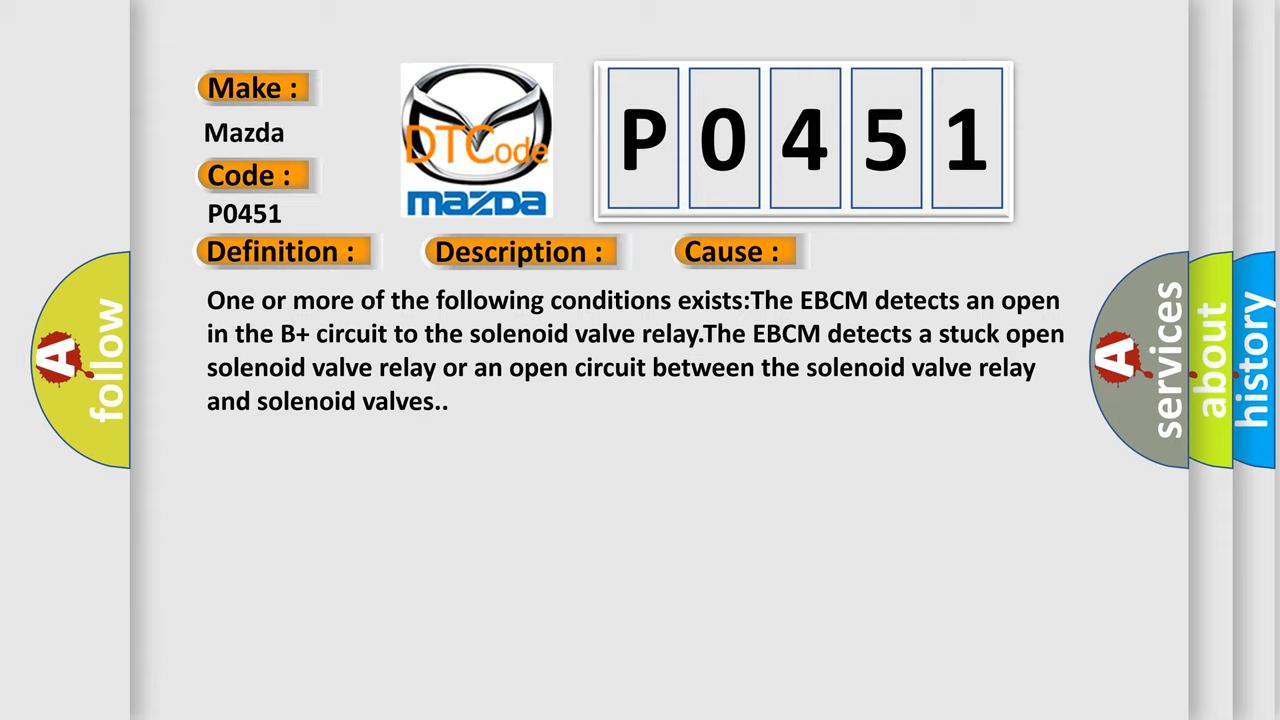 Make :
Mazda
Code :
P0451
DTCode
mazda
P 0 4 5 1
Definition :
Description :
Cause :
One or more of the following conditions exists:The EBCM detects an open
in the B+ circuit to the solenoid valve relay.The EBCM detects a stuck open
solenoid valve relay or an open circuit between the solenoid valve relay
and solenoid valves..
A
follow
A
services
about
history